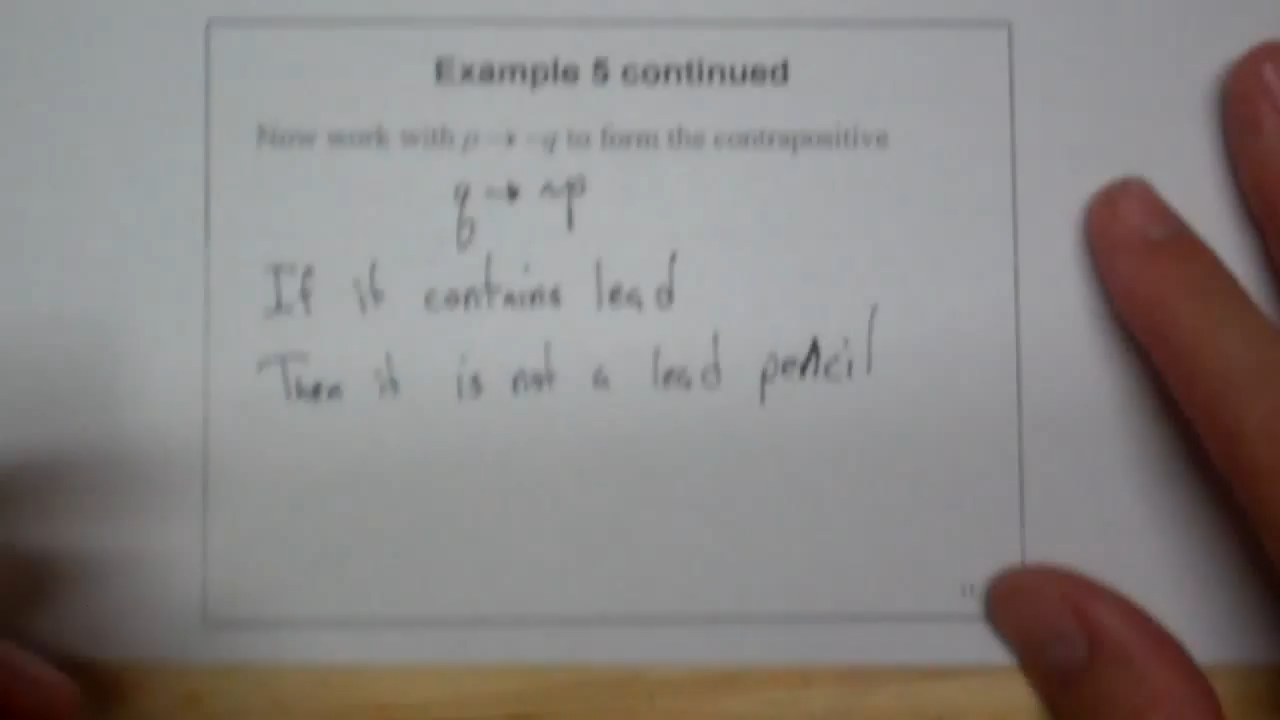 Example 5 continued
Now work with p → ~q to form the contrapositive
q → ~p
If it contains lead
Then it is not a lead pencil